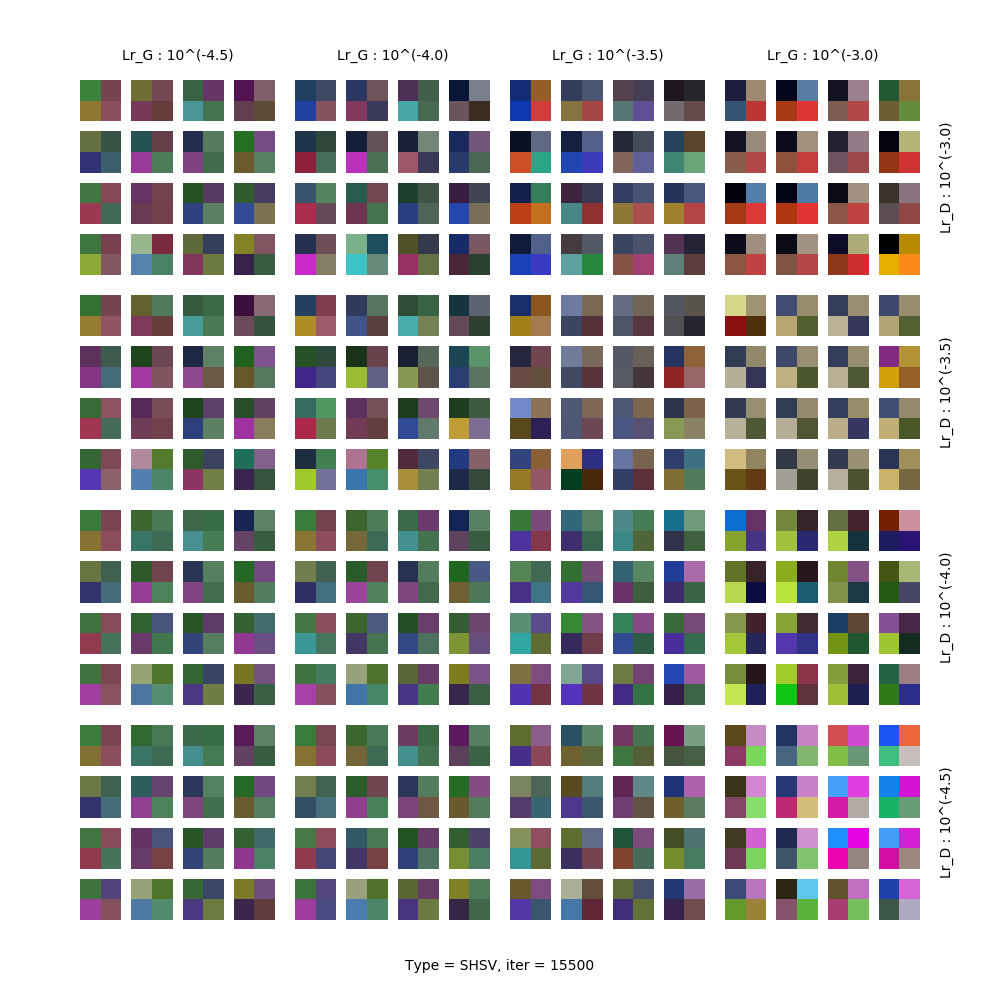 Lr_G : 10^(-4.5) Lr_G : 10^(-4.0) Lr_G : 10^(-3.5) Lr_G : 10^(-3.0)
Lr_D : 10^(-3.0)
Lr_D : 10^(-3.5)
Lr_D : 10^(-4.0)
Lr_D : 10^(-4.5)
Type = SHSV, iter = 15500